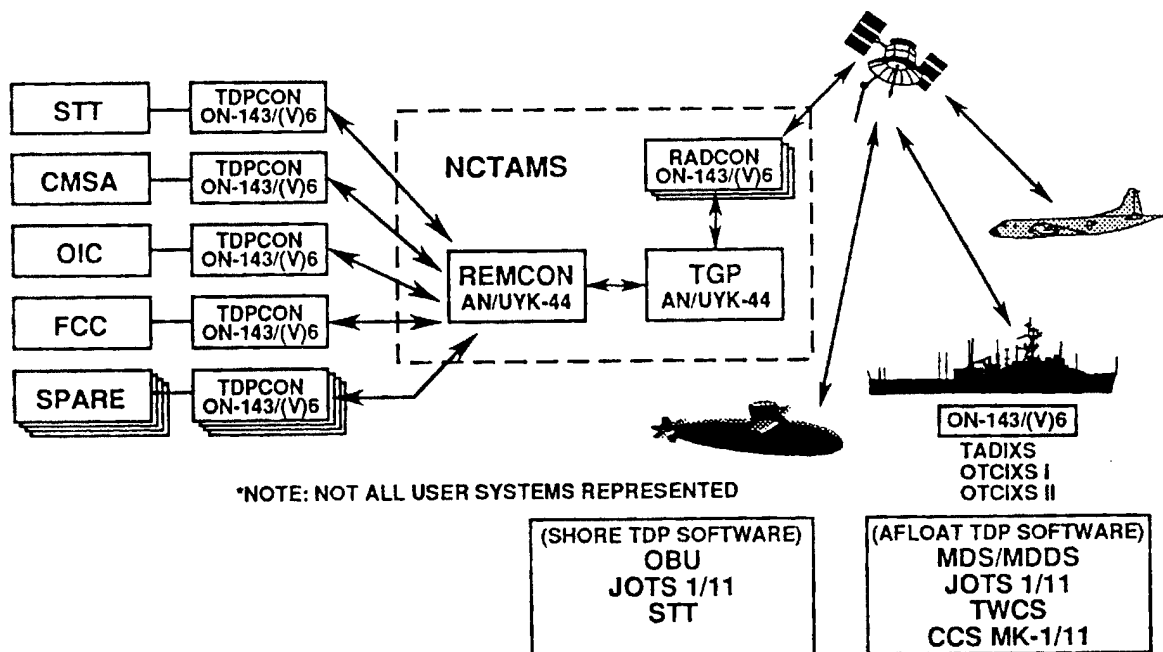 STT
TDPCON
ON-143/(V)6
CMSA
TDPCON
ON-143/(V)6
OIC
TDPCON
ON-143/(V)6
FCC
TDPCON
ON-143/(V)6
SPARE
TDPCON
ON-143/(V)6
NCTAMS
RADCON
ON-143/(V)6
REMCON
AN/UYK-44
TGP
AN/UYK-44
ON-143/(V)6
TADIXS
OTCIXS I
OTCIXS II
*NOTE: NOT ALL USER SYSTEMS REPRESENTED
(SHORE TDP SOFTWARE)
OBU
JOTS 1/11
STT
(AFLOAT TDP SOFTWARE)
MDS/MDDS
JOTS 1/11
TWCS
CCS MK-1/11